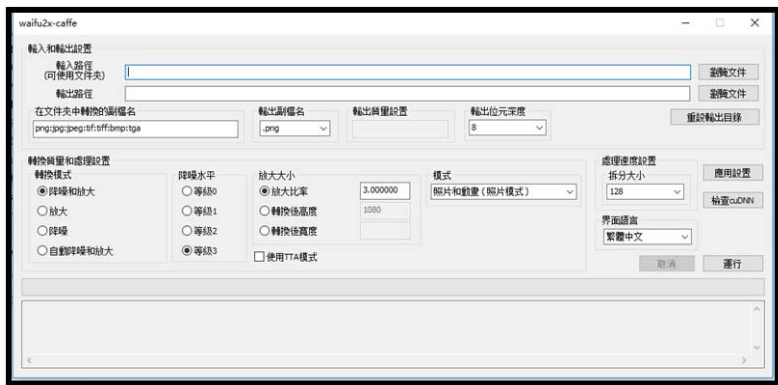 waifu2x-caffe
輸入和輸出設置
輸入路徑
(可使用文件夾)
瀏覽文件
輸出路徑
瀏覽文件
在文件夾中轉換的副檔名
輸出副檔名
輸出質量設置
輸出位元深度
png:jpg:jpeg:tif:tiff:bmp:tga
.png
8
重設輸出目錄
轉換質量和處理設置
轉換模式
降噪和放大
放大
降噪
自動降噪和放大
降噪水平
等級0
等級1
等級2
等級3
放大大小
放大比率
3.000000
轉換後高度
1080
轉換後寬度
使用TTA模式
模式
照片和動畫(照片模式)
處理速度設置
拆分大小
128
界面語言
繁體中文
應用設置
檢查cuDNN
取消
運行